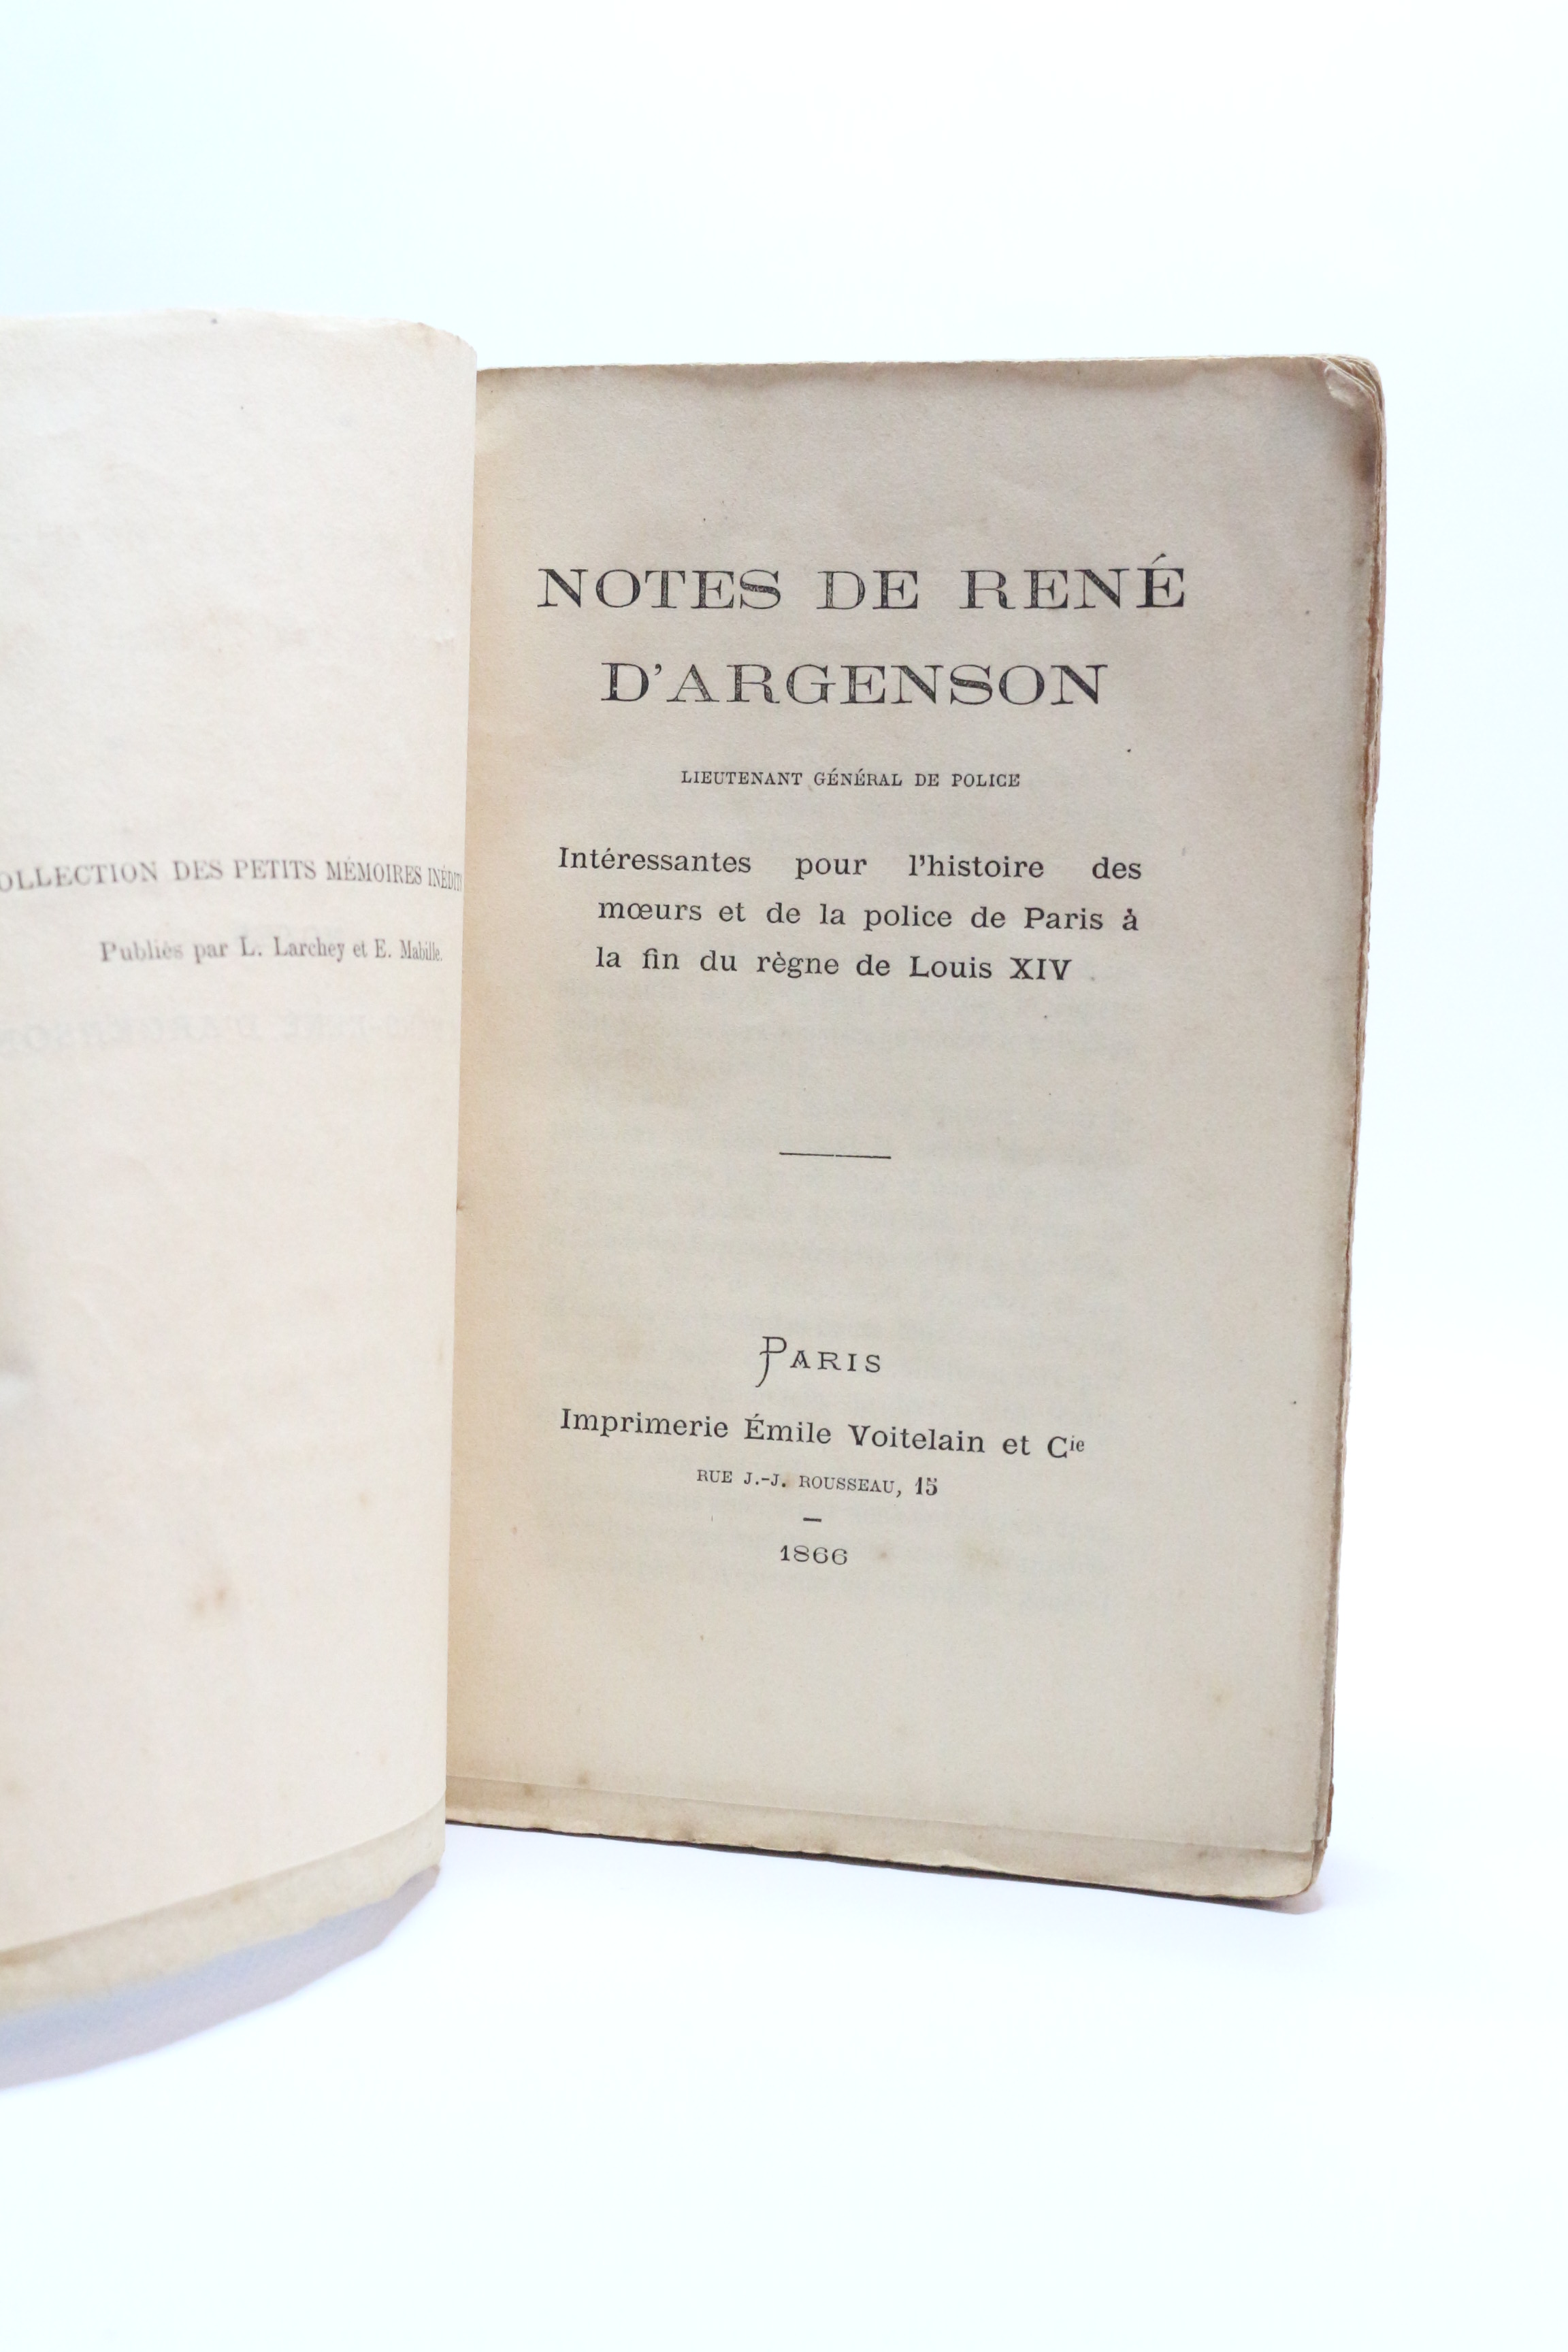 DES PETITS MÉMOIRES
Publiés par L. Larchey et E. Mabille.
NOTES DE RENÉ
D'ARGENSON
LIEUTENANT GÉNÉRAL DE POLICE
Intéressantes pour l'histoire des
mœurs et de la police de Paris à
la fin du règne de Louis XIV
PARIS
Imprimerie Émile Voitelain et Cie
RUE J.-J. ROUSSEAU, 15
1866